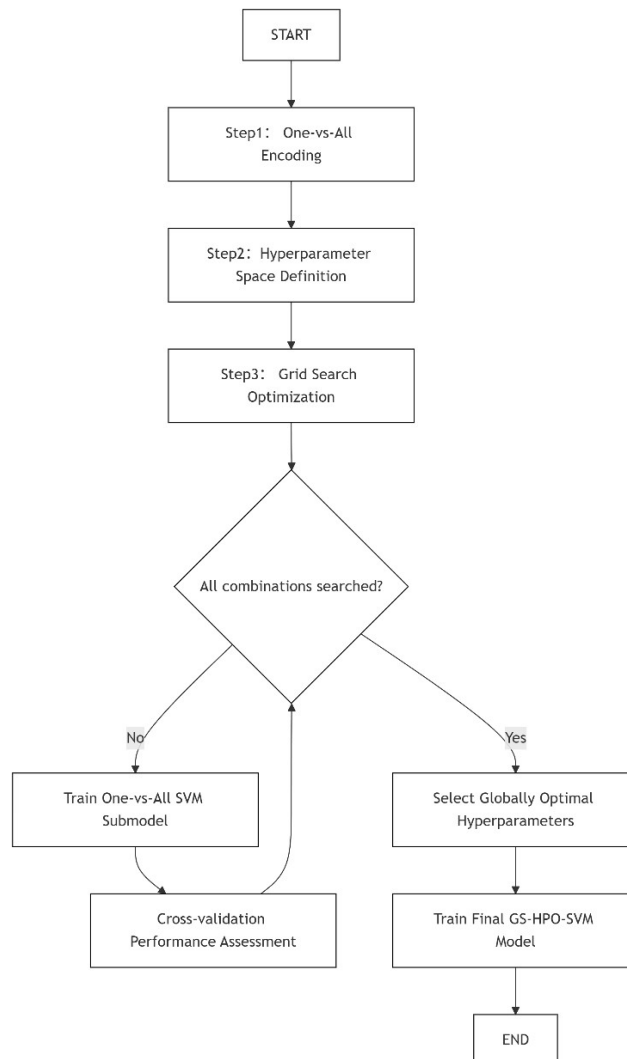 START
Step1： One-vs-All
Encoding
Step2：Hyperparameter
Space Definition
Step3： Grid Search
Optimization
All combinations searched?
No
Yes
Train One-vs-All SVM
Submodel
Select Globally Optimal
Hyperparameters
Cross-validation
Performance Assessment
Train Final GS-HPO-SVM
Model
END